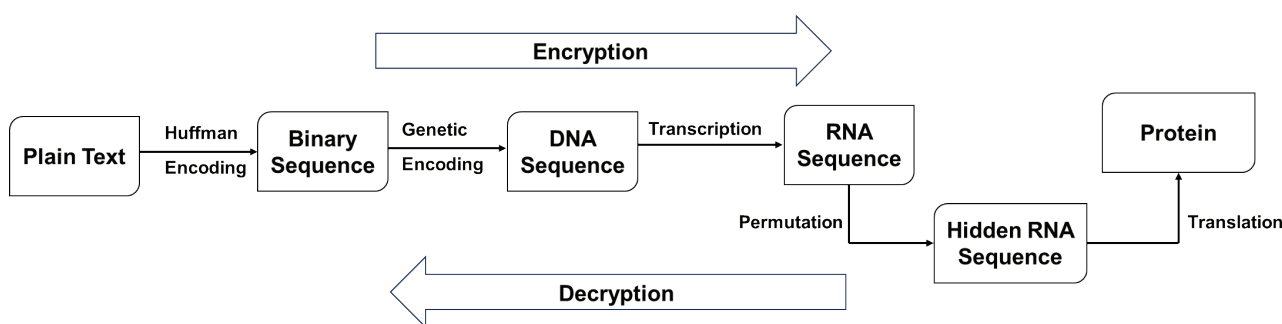 Encryption
Plain Text
Huffman
Encoding
Binary
Sequence
Genetic
Encoding
DNA
Sequence
Transcription
RNA
Sequence
Permutation
Hidden RNA
Sequence
Translation
Protein
Decryption